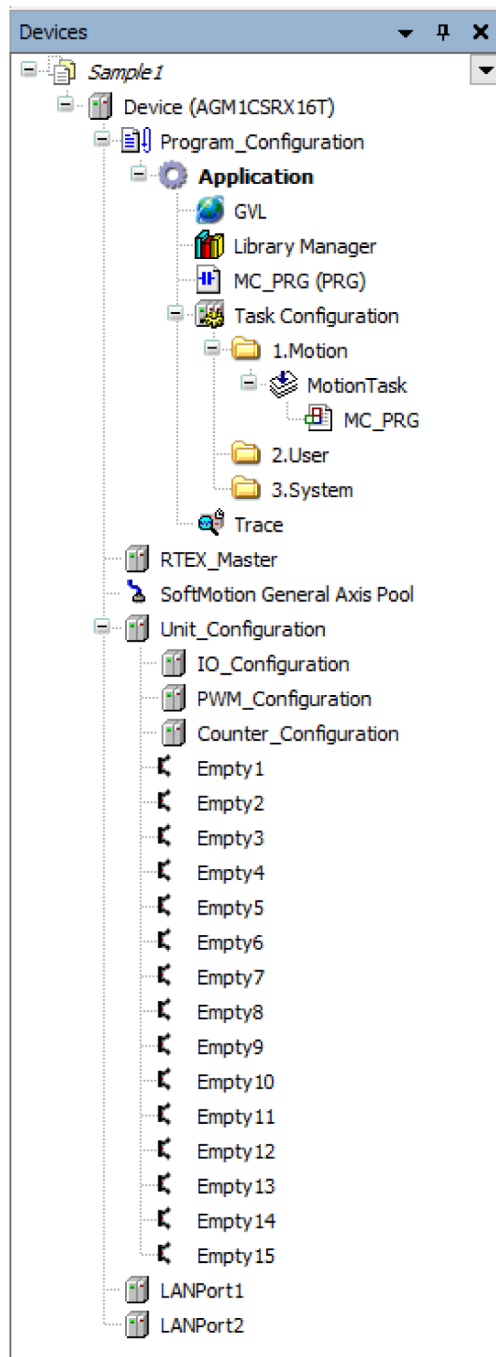 Devices
Sample1
Device (AGM1CSRX16T)
Program_Configuration
Application
GVL
Library Manager
MC_PRG (PRG)
Task Configuration
1.Motion
MotionTask
MC_PRG
2.User
3.System
Trace
RTEX_Master
SoftMotion General Axis Pool
Unit_Configuration
IO_Configuration
PWM_Configuration
Counter_Configuration
Empty1
Empty2
Empty3
Empty4
Empty5
Empty6
Empty7
Empty8
Empty9
Empty10
Empty11
Empty12
Empty13
Empty14
Empty15
LANPort1
LANPort2